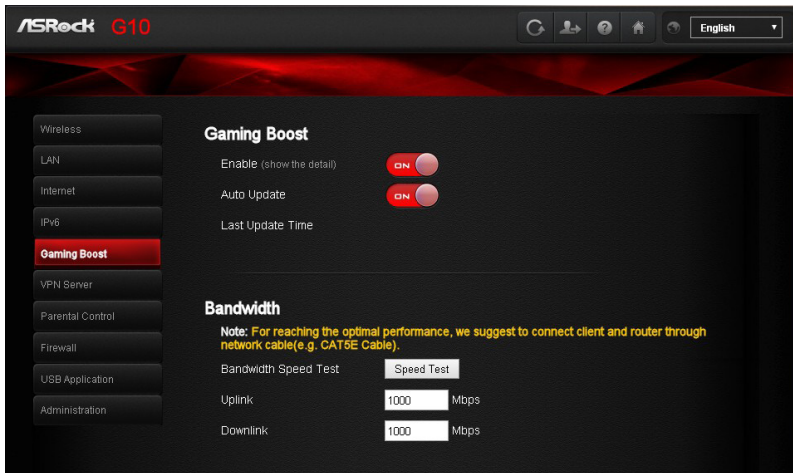 ASRock G10
English
Wireless
LAN
Internet
IPv6
Gaming Boost
VPN Server
Parental Control
Firewall
USB Application
Administration
Gaming Boost
Enable (show the detail)
ON
Auto Update
ON
Last Update Time
Bandwidth
Note: For reaching the optimal performance, we suggest to connect client and router through
network cable(e.g. CAT5E Cable).
Bandwidth Speed Test
Speed Test
Uplink
1000 Mbps
Downlink
1000 Mbps